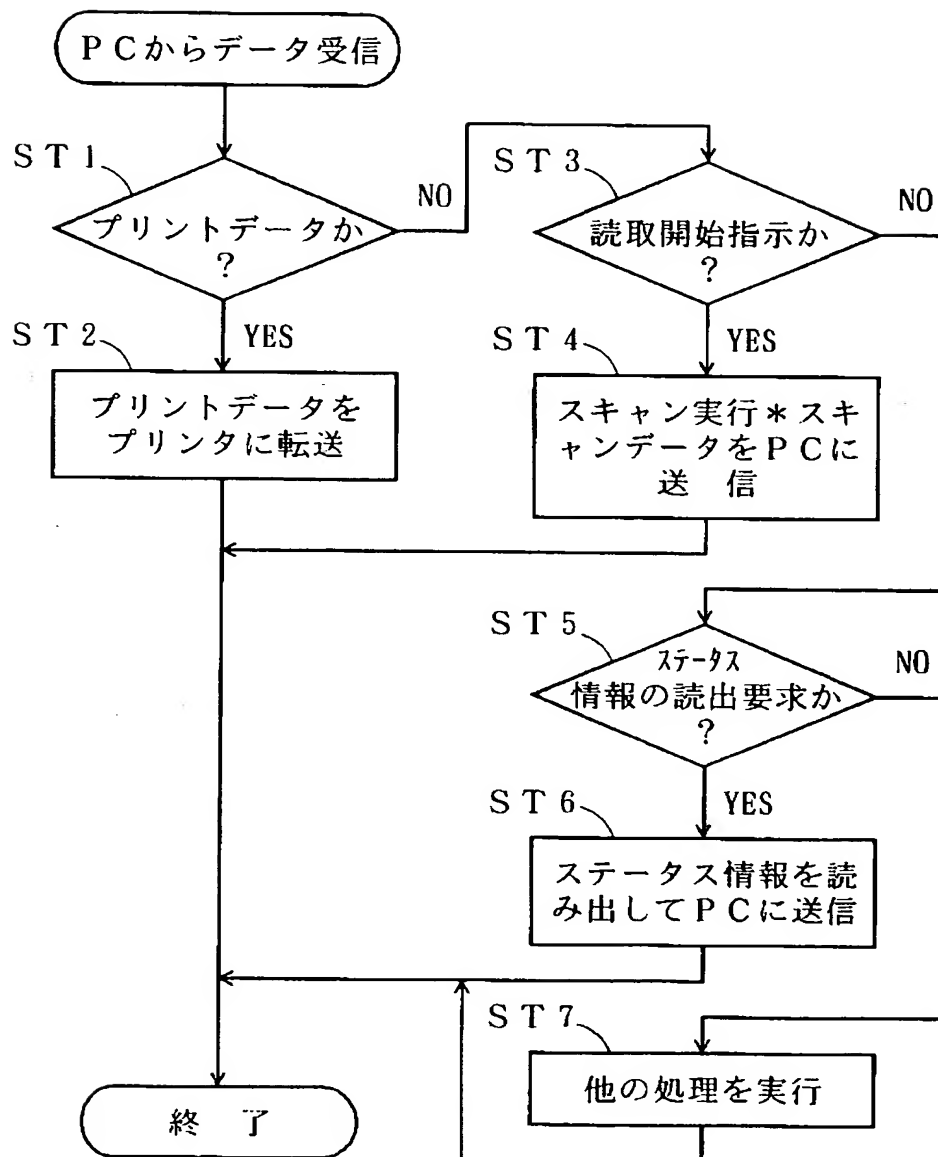 PCからデータ受信
ST1
プリントデータか
?
NO
YES
ST2
プリントデータを
プリンタに転送
ST3
読取開始指示か
?
NO
YES
ST4
スキャン実行*スキ
ャンデータをPCに
送 信
ST5
ステータス
情報の読出要求か
?
NO
YES
ST6
ステータス情報を読
み出してPCに送信
ST7
他の処理を実行
終 了